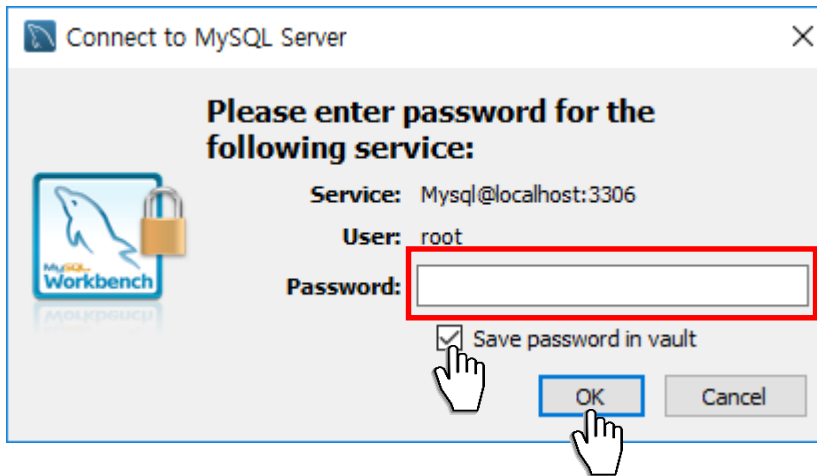 Connect to MySQL Server
Please enter password for the
following service:
Service: Mysql@localhost:3306
User: root
MySQL
Workbench
Password:
Save password in vault
OK Cancel